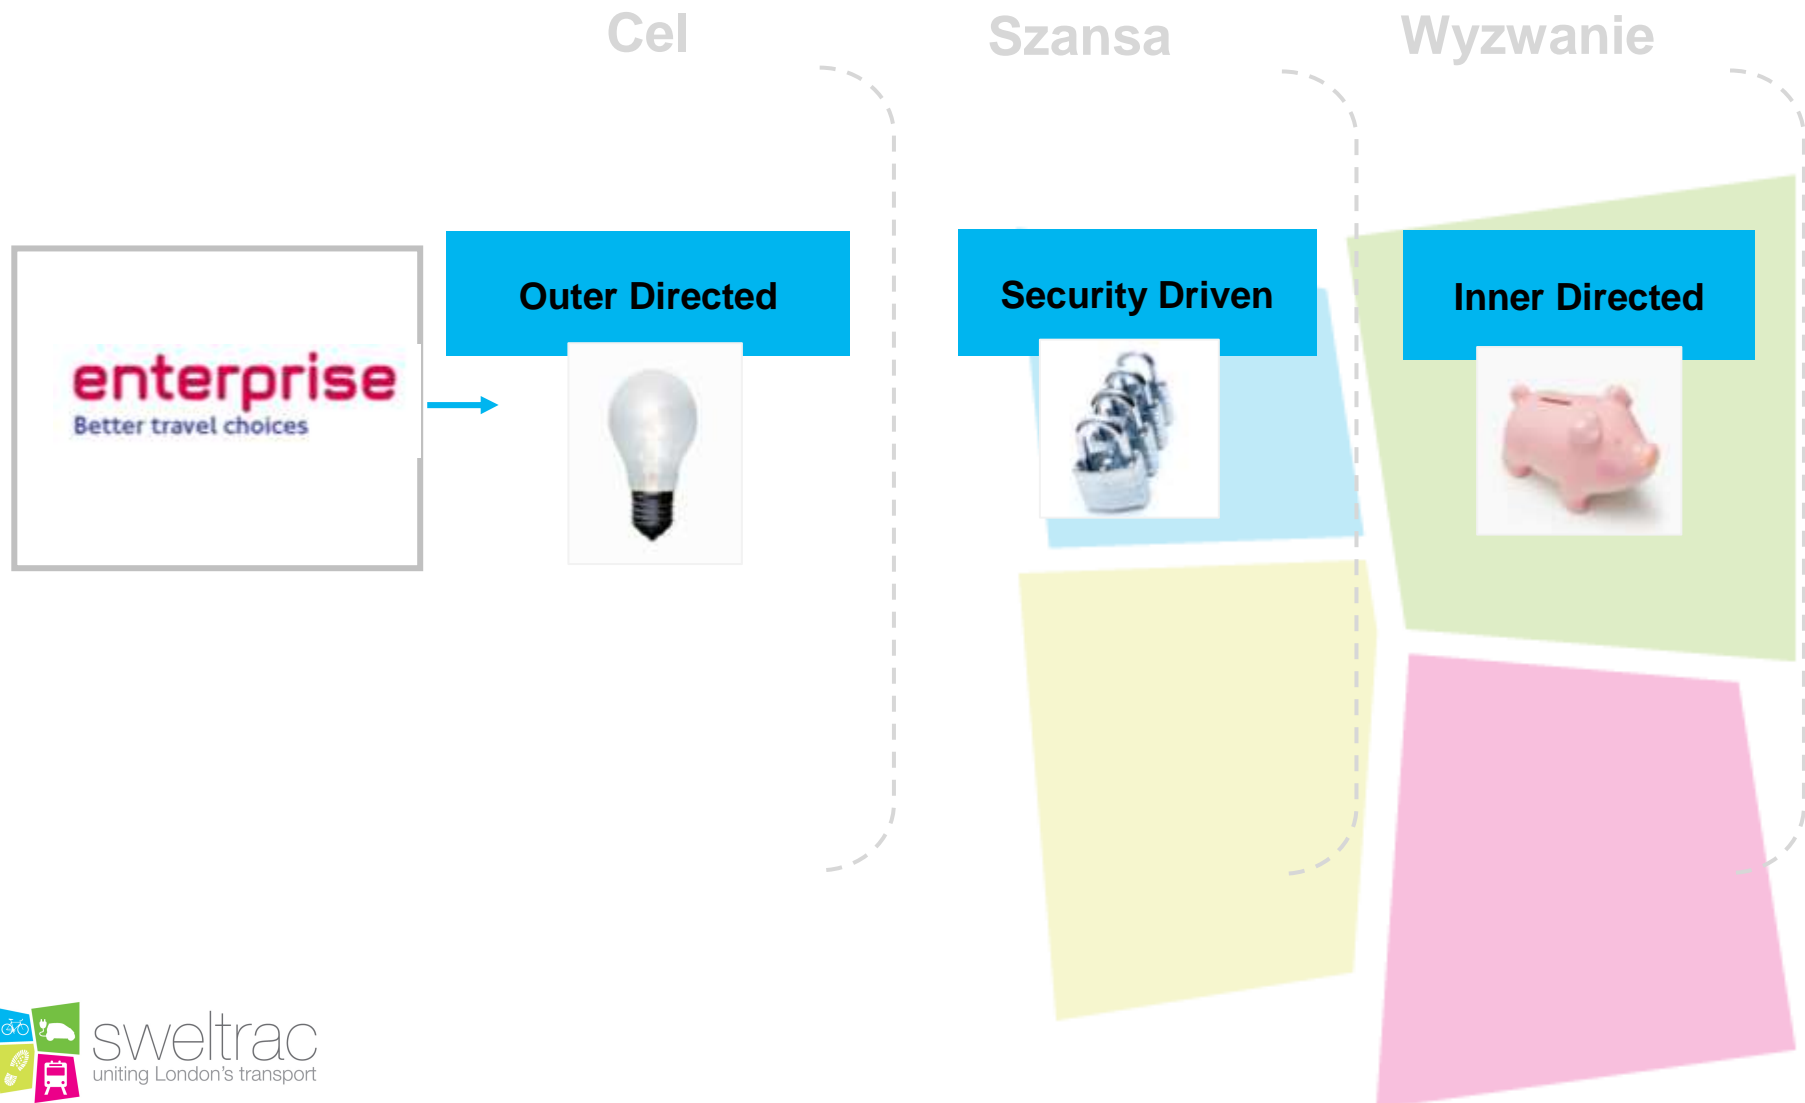 Cel
Szansa
Wyzwanie
Outer Directed
Security Driven
Inner Directed
enterprise
Better travel choices
sweltrac
uniting London's transport